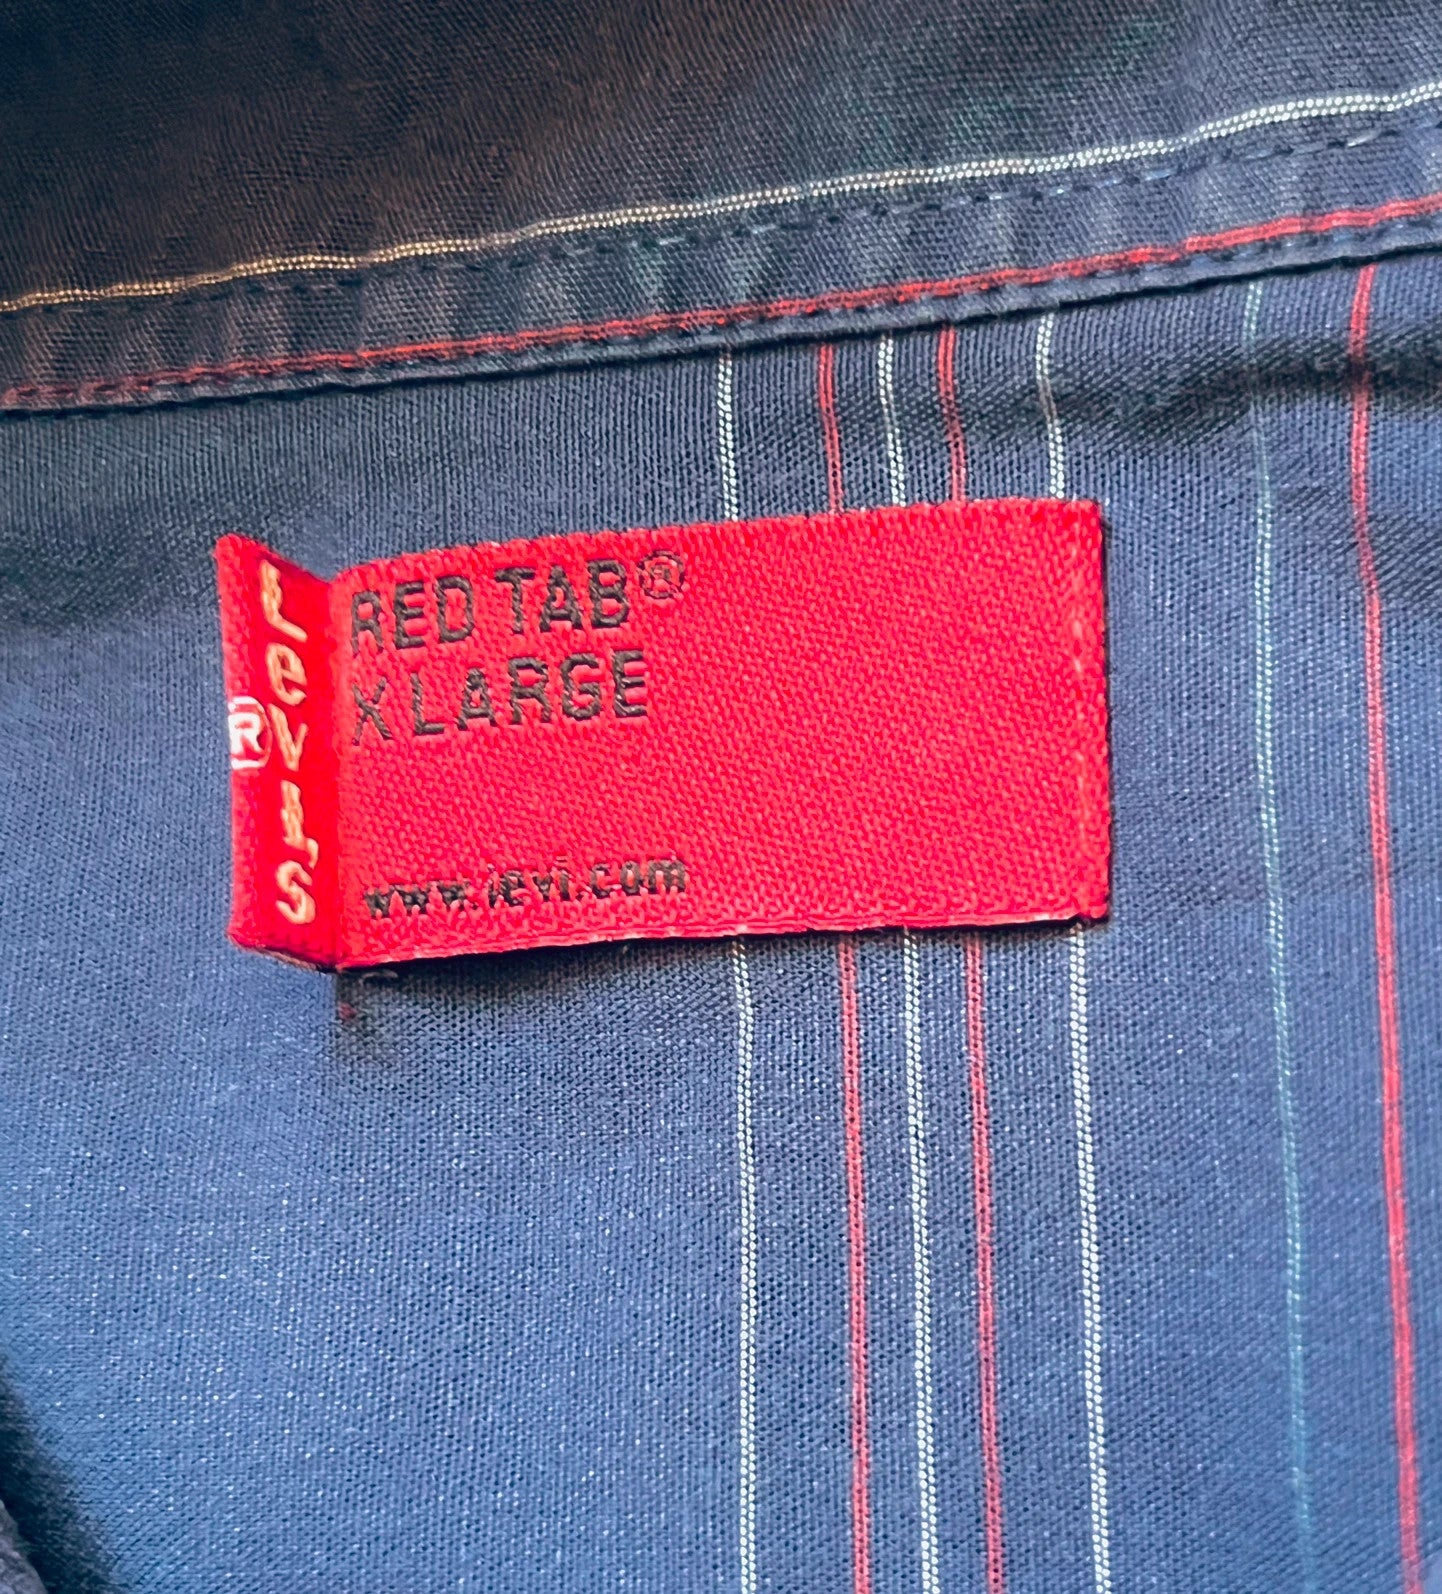 LEVI'S
®
RED TAB®
X LARGE
www.levi.com